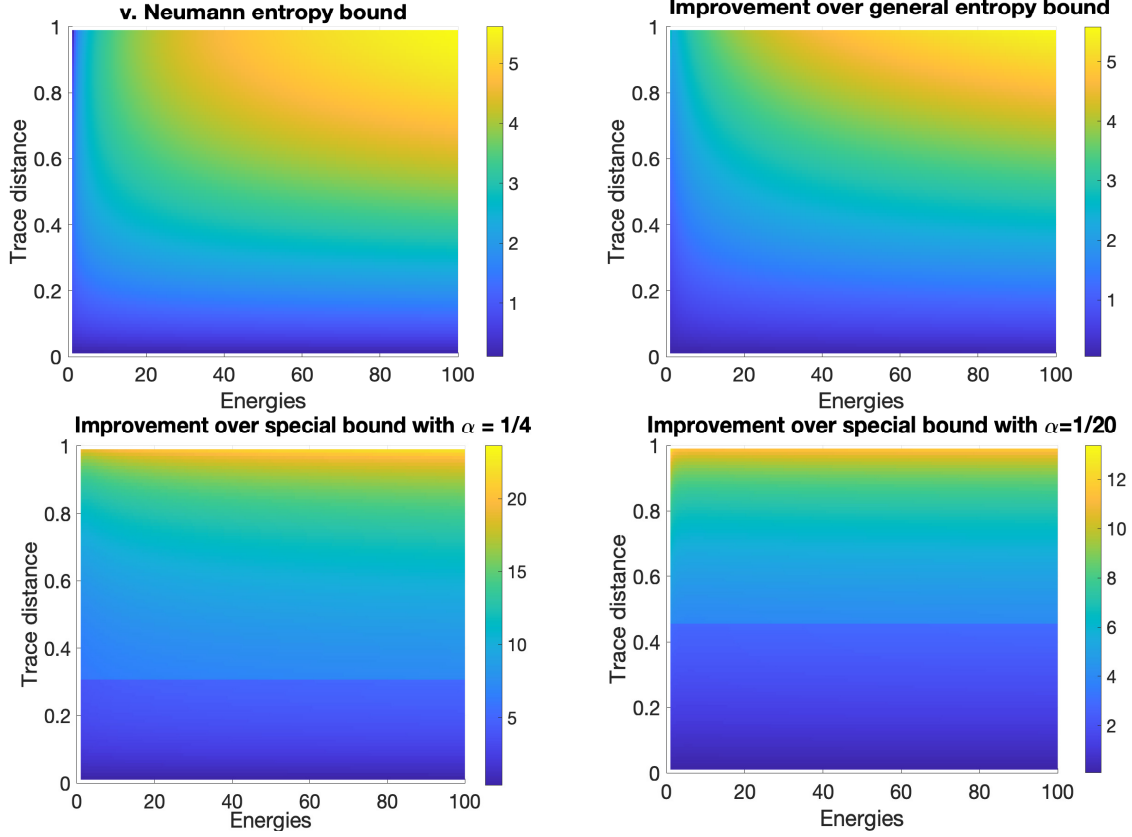 v. Neumann entropy bound
1
0.8
0.6
0.4
0.2
0
Trace distance
0 20 40 60 80 100
Energies
5
4
3
2
1
Improvement over general entropy bound
1
0.8
0.6
0.4
0.2
0
Trace distance
0 20 40 60 80 100
Energies
5
4
3
2
1
Improvement over special bound with α = 1/4
1
0.8
0.6
0.4
0.2
0
Trace distance
0 20 40 60 80 100
Energies
20
15
10
5
Improvement over special bound with α=1/20
1
0.8
0.6
0.4
0.2
0
Trace distance
0 20 40 60 80 100
Energies
12
10
8
6
4
2